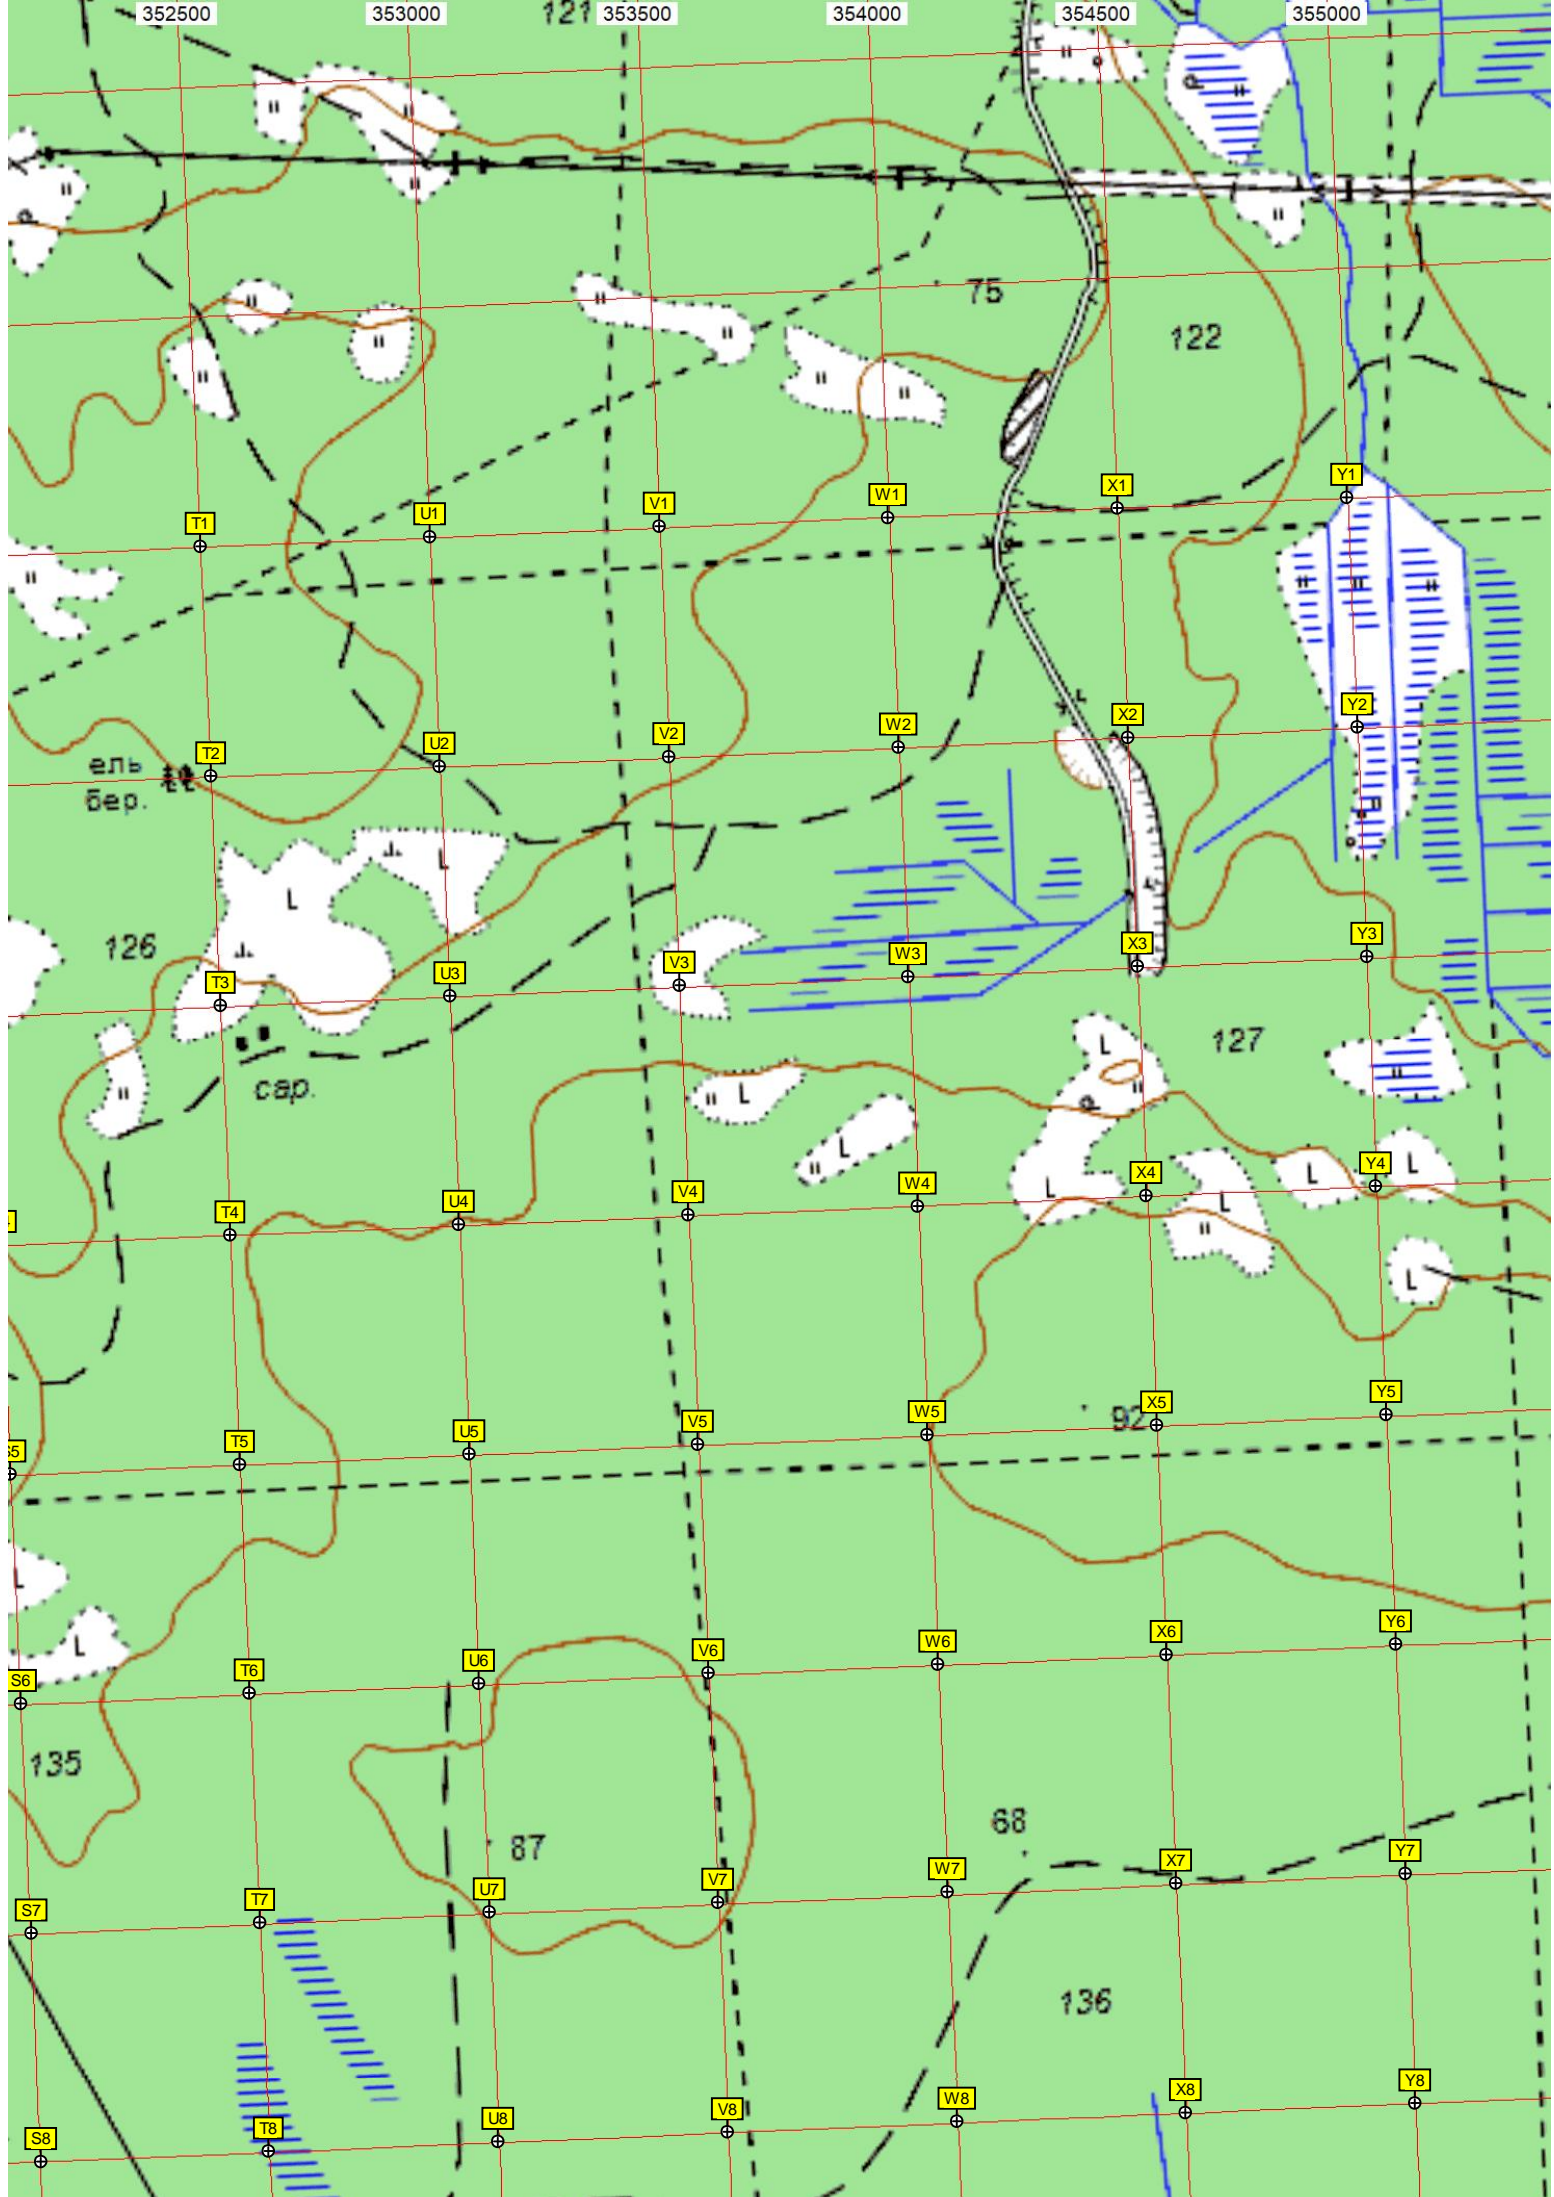 352500 353000 353500 354000 354500 355000
121
75
122
T1 U1 V1 W1 X1 Y1
T2 U2 V2 W2 X2 Y2
ель
бер.
126
T3 U3 V3 W3 X3 Y3
127
сар.
T4 U4 V4 W4 X4 Y4
92
T5 U5 V5 W5 X5 Y5
S6 T6 U6 V6 W6 X6 Y6
135
68
87
S7 T7 U7 V7 W7 X7 Y7
136
S8 T8 U8 V8 W8 X8 Y8